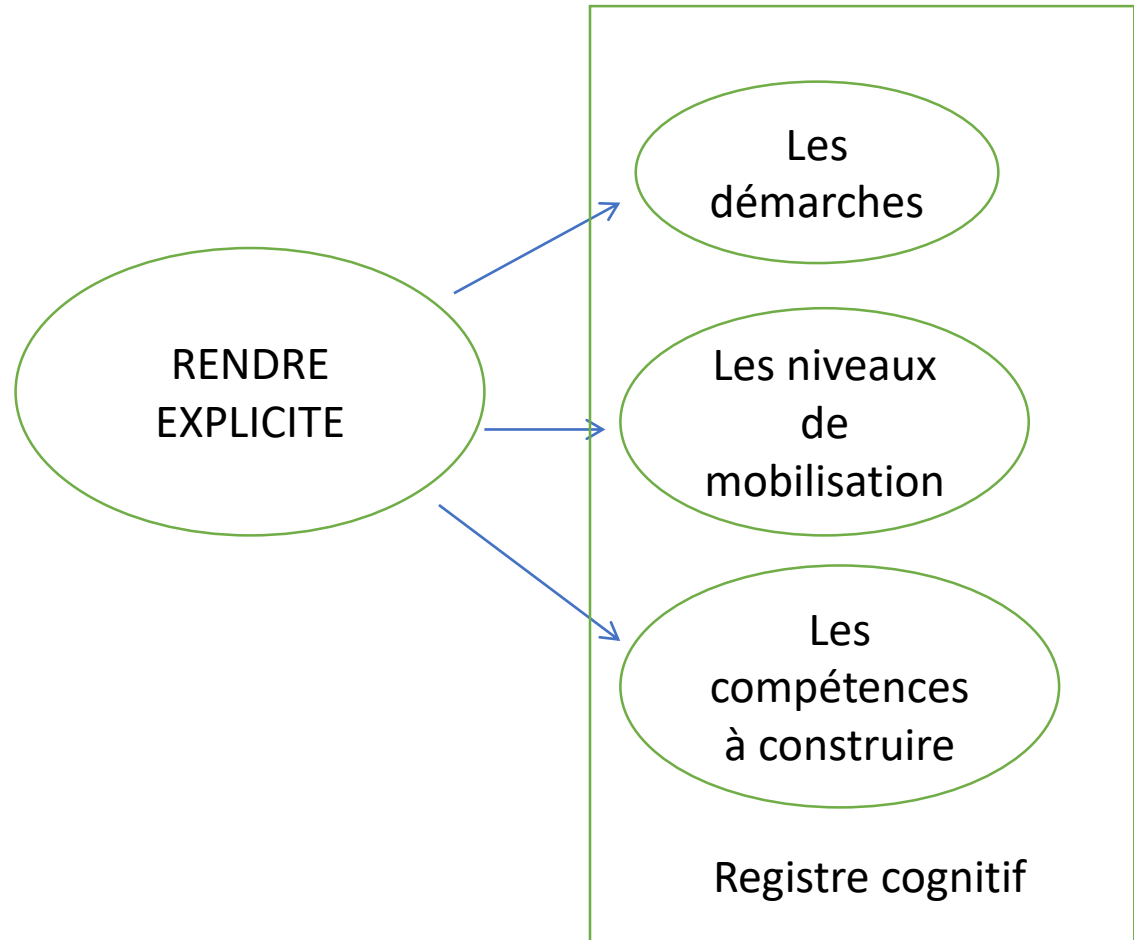 RENDRE
EXPLICITE
Les
démarches
Les niveaux
de
mobilisation
Les
compétences
à construire
Registre cognitif